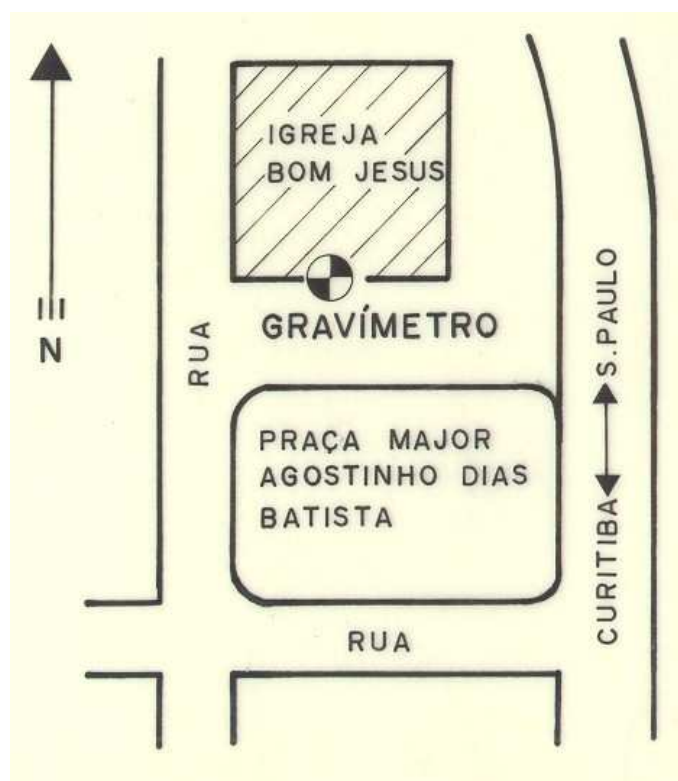 IGREJA
BOM JESUS
GRAVÍMETRO
N
RUA
S. PAULO
PRAÇA MAJOR
AGOSTINHO DIAS
BATISTA
CURITIBA
RUA